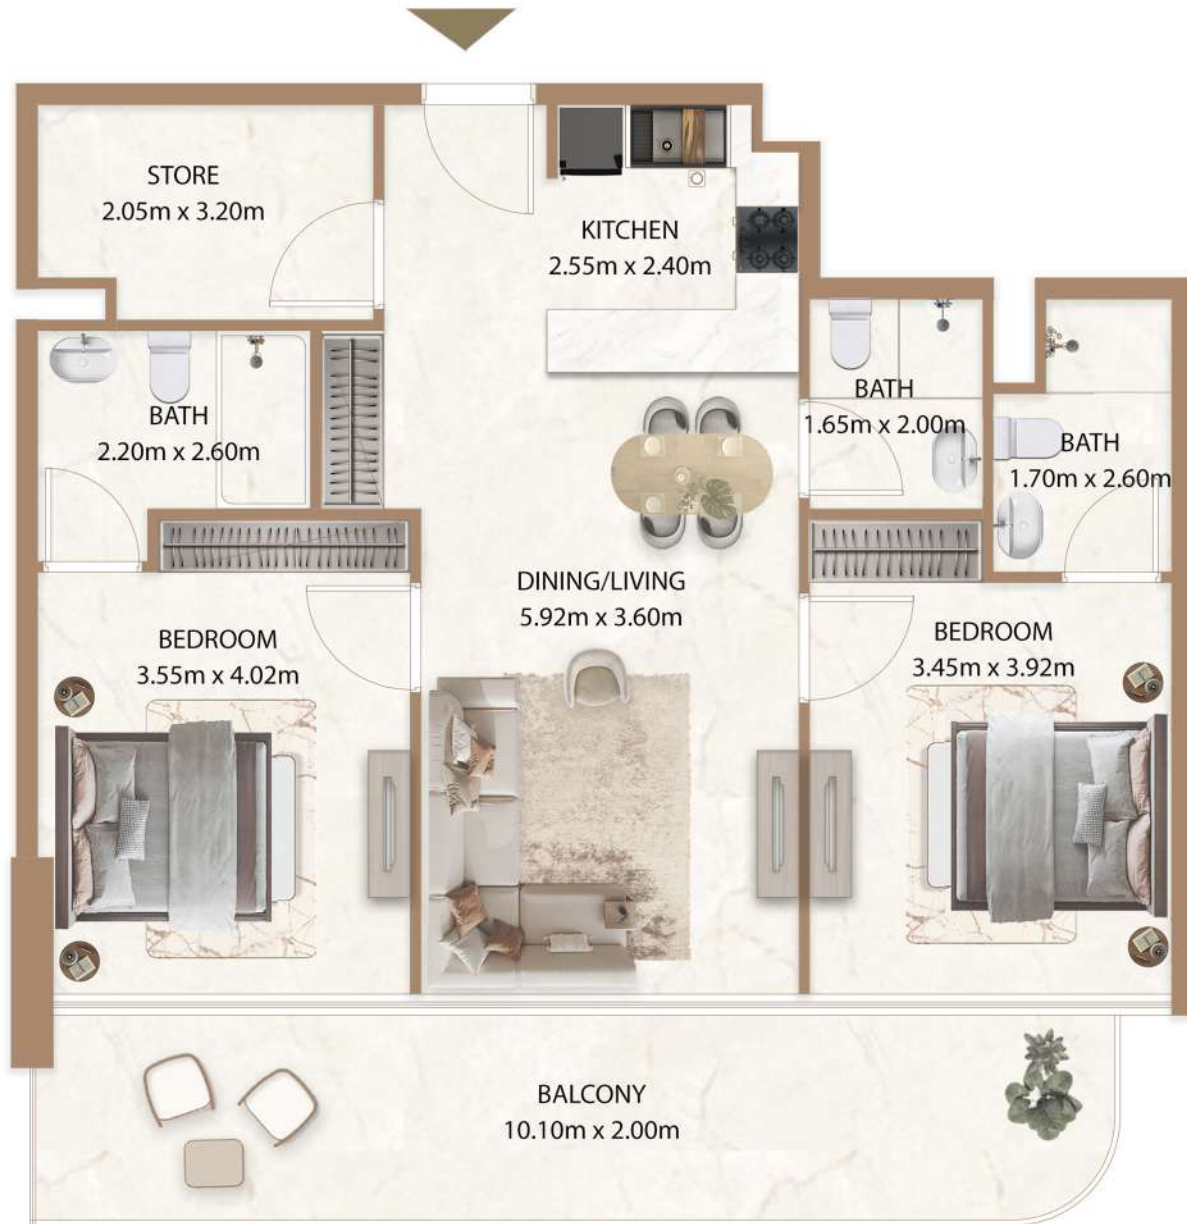 STORE
2.05m x 3.20m
KITCHEN
2.55m x 2.40m
BATH
2.20m x 2.60m
BATH
1.65m x 2.00m
BATH
1.70m x 2.60m
DINING/LIVING
5.92m x 3.60m
BEDROOM
3.55m x 4.02m
BEDROOM
3.45m x 3.92m
BALCONY
10.10m x 2.00m